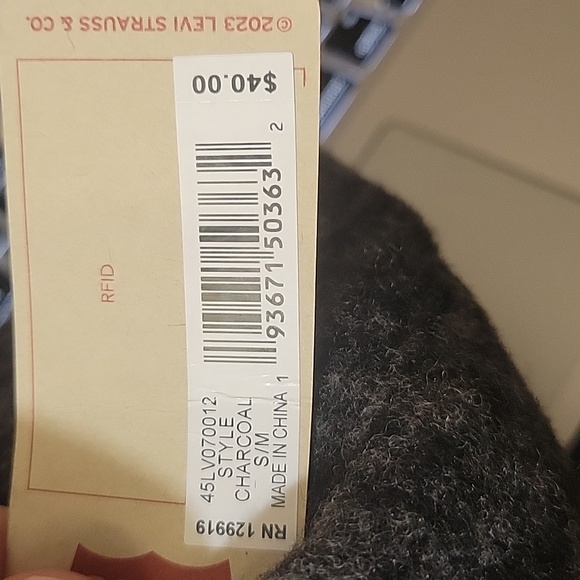 © 2023 LEVI STRAUSS & CO.
$40.00
RFID
1 93671 50363 2
45LV070012
STYLE
CHARCOAL
S/M
MADE IN CHINA
RN 129919